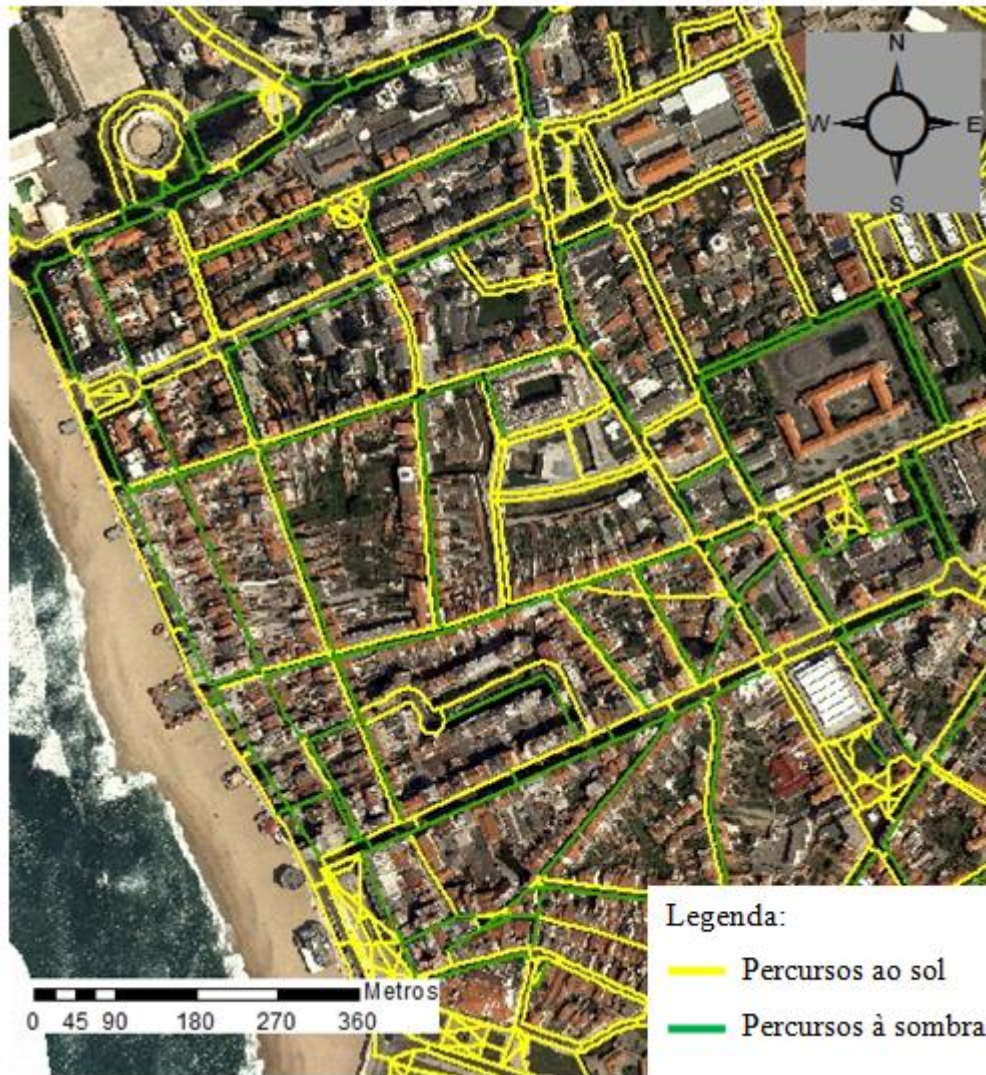 N
W E
S
Legenda:
Percursos ao sol
Percursos à sombra
Metros
0 45 90 180 270 360